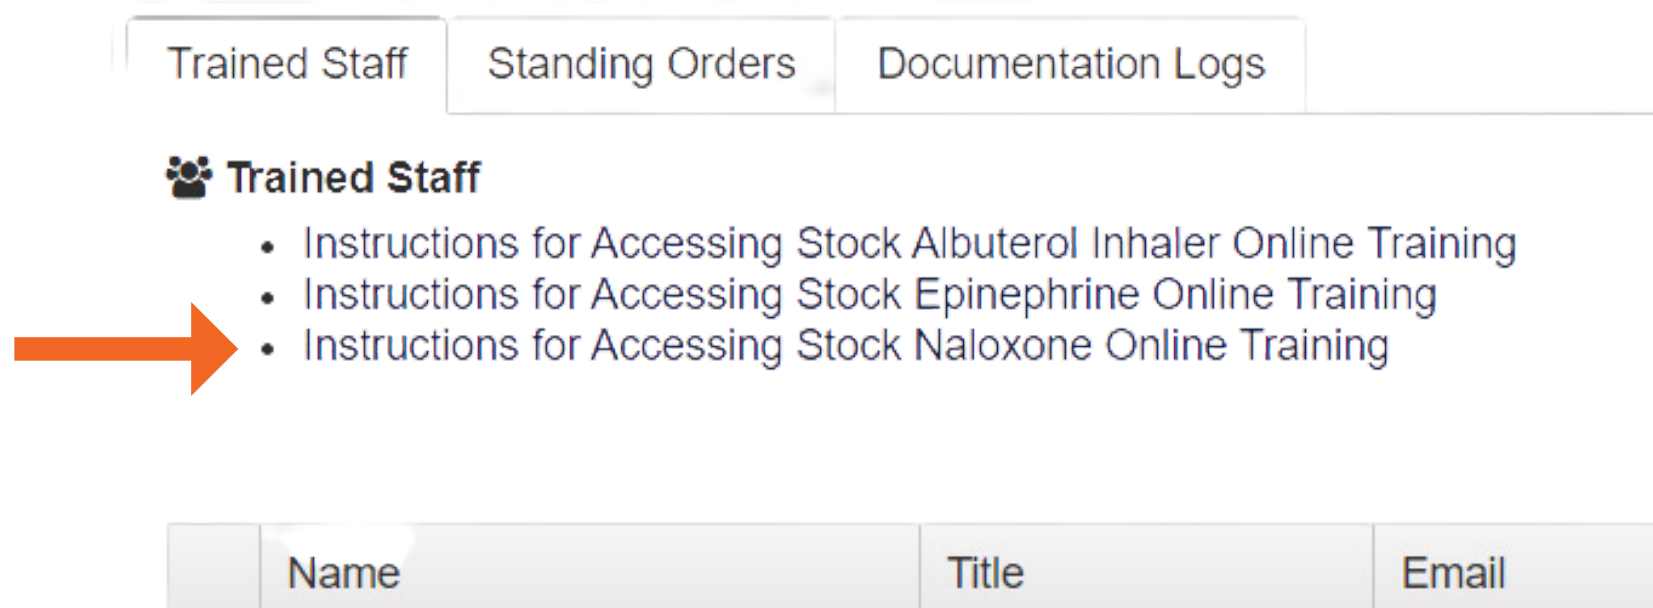 Trained Staff Standing Orders Documentation Logs
Trained Staff
Instructions for Accessing Stock Albuterol Inhaler Online Training
Instructions for Accessing Stock Epinephrine Online Training
Instructions for Accessing Stock Naloxone Online Training
Name Title Email